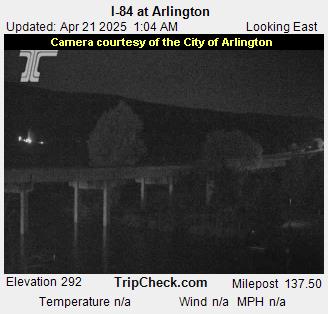 I-84 at Arlington
Updated: Apr 21 2025 1:04 AM Looking East
Camera courtesy of the City of Arlington
Elevation 292 TripCheck.com Milepost 137.50
Temperature n/a Wind n/a MPH n/a